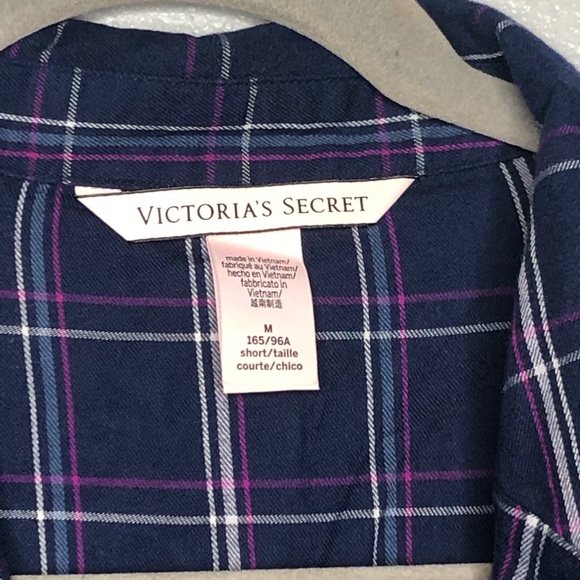 VICTORIA'S SECRET
made in Vietnam/
fabriqué au Vietnam/
hecho en Vietnam/
fabbricato in
Vietnam/
越南制造
M
165/96A
short/taille
courte/chico